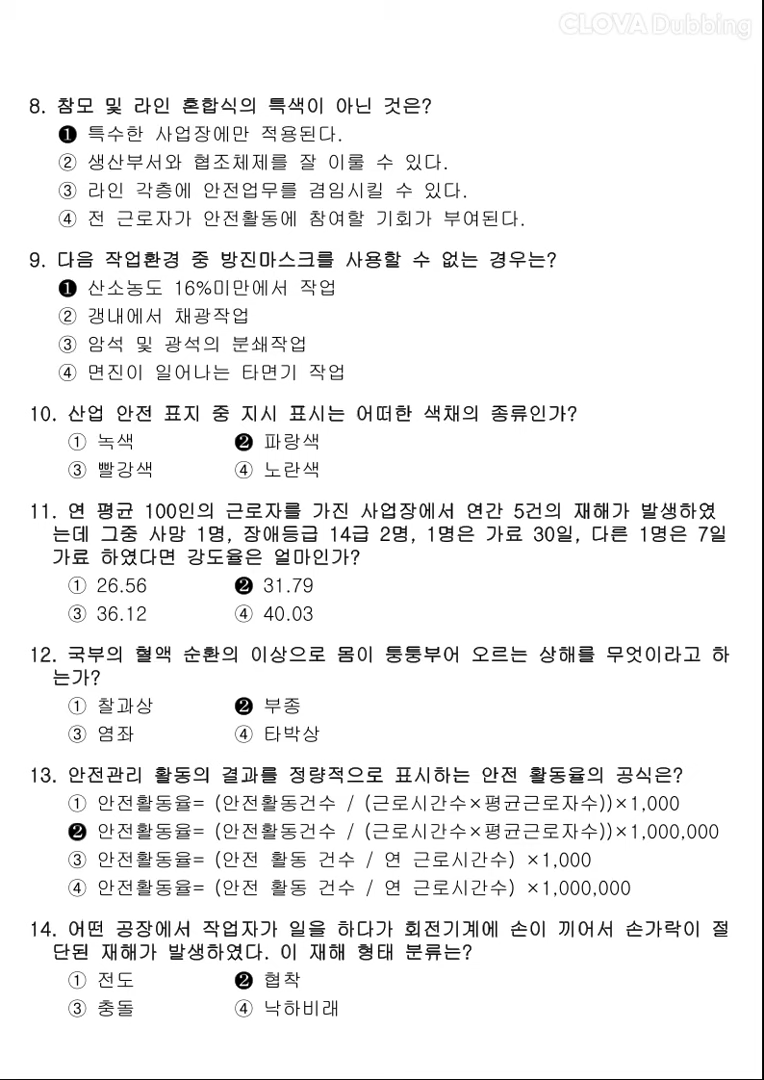 CLOVA Dubbing
8. 참모 및 라인 혼합식의 특색이 아닌 것은?
❶ 특수한 사업장에만 적용된다.
② 생산부서와 협조체제를 잘 이룰 수 있다.
③ 라인 각층에 안전업무를 겸임시킬 수 있다.
④ 전 근로자가 안전활동에 참여할 기회가 부여된다.
9. 다음 작업환경 중 방진마스크를 사용할 수 없는 경우는?
❶ 산소농도 16%미만에서 작업
② 갱내에서 채광작업
③ 암석 및 광석의 분쇄작업
④ 면진이 일어나는 타면기 작업
10. 산업 안전 표지 중 지시 표시는 어떠한 색채의 종류인가?
① 녹색 ❷ 파랑색
③ 빨강색 ④ 노란색
11. 연 평균 100인의 근로자를 가진 사업장에서 연간 5건의 재해가 발생하였
는데 그중 사망 1명, 장애등급 14급 2명, 1명은 가료 30일, 다른 1명은 7일
가료 하였다면 강도율은 얼마인가?
① 26.56 ❷ 31.79
③ 36.12 ④ 40.03
12. 국부의 혈액 순환의 이상으로 몸이 퉁퉁부어 오르는 상해를 무엇이라고 하
는가?
① 찰과상 ❷ 부종
③ 염좌 ④ 타박상
13. 안전관리 활동의 결과를 정량적으로 표시하는 안전 활동율의 공식은?
① 안전활동율= (안전활동건수 / (근로시간수×평균근로자수))×1,000
❷ 안전활동율= (안전활동건수 / (근로시간수×평균근로자수))×1,000,000
③ 안전활동율= (안전 활동 건수 / 연 근로시간수) ×1,000
④ 안전활동율= (안전 활동 건수 / 연 근로시간수) ×1,000,000
14. 어떤 공장에서 작업자가 일을 하다가 회전기계에 손이 끼어서 손가락이 절
단된 재해가 발생하였다. 이 재해 형태 분류는?
① 전도 ❷ 협착
③ 충돌 ④ 낙하비래